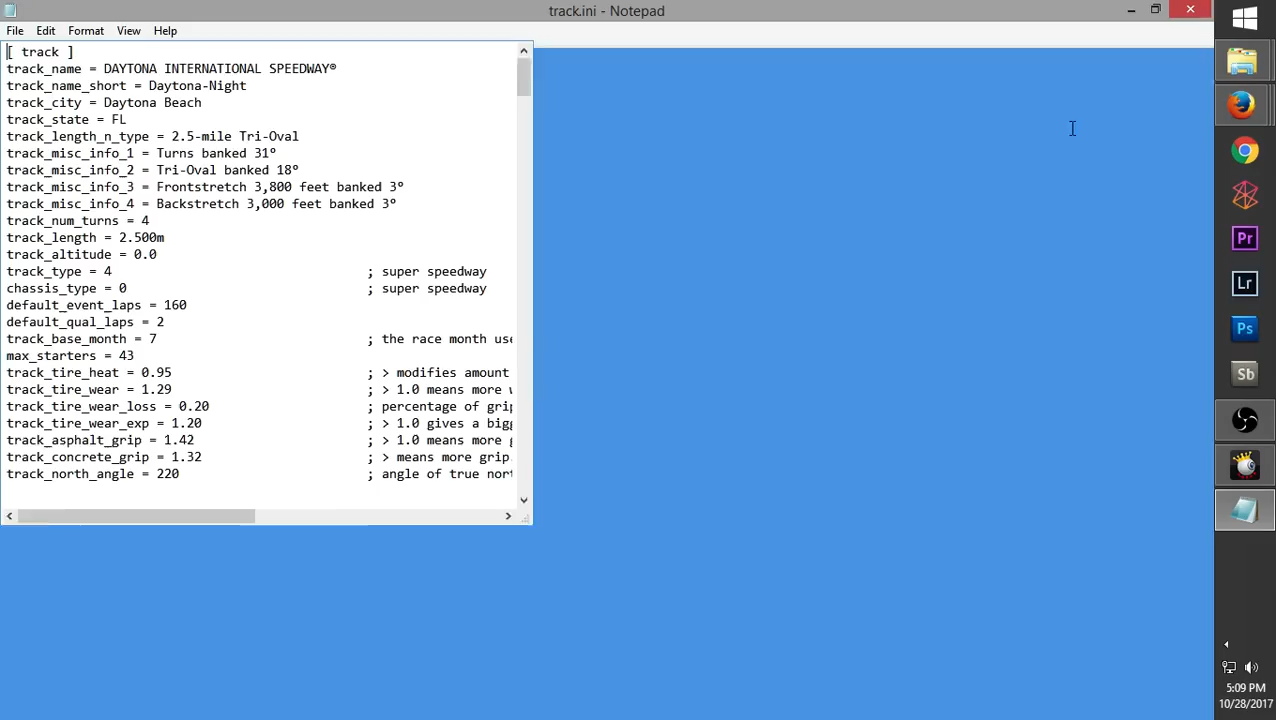 track.ini - Notepad
File Edit Format View Help
[ track ]
track_name = DAYTONA INTERNATIONAL SPEEDWAY®
track_name_short = Daytona-Night
track_city = Daytona Beach
track_state = FL
track_length_n_type = 2.5-mile Tri-Oval
track_misc_info_1 = Turns banked 31°
track_misc_info_2 = Tri-Oval banked 18°
track_misc_info_3 = Frontstretch 3,800 feet banked 3°
track_misc_info_4 = Backstretch 3,000 feet banked 3°
track_num_turns = 4
track_length = 2.500m
track_altitude = 0.0
track_type = 4 ; super speedway
chassis_type = 0 ; super speedway
default_event_laps = 160
default_qual_laps = 2
track_base_month = 7 ; the race month
max_starters = 43
track_tire_heat = 0.95 ; > modifies amount
track_tire_wear = 1.29 ; > 1.0 means more
track_tire_wear_loss = 0.20 ; percentage of
track_tire_wear_exp = 1.20 ; > 1.0 gives a
track_asphalt_grip = 1.42 ; > 1.0 means more
track_concrete_grip = 1.32 ; > means more grip
track_north_angle = 220 ; angle of true
Pr
Lr
Ps
Sb
5:09 PM
10/28/2017